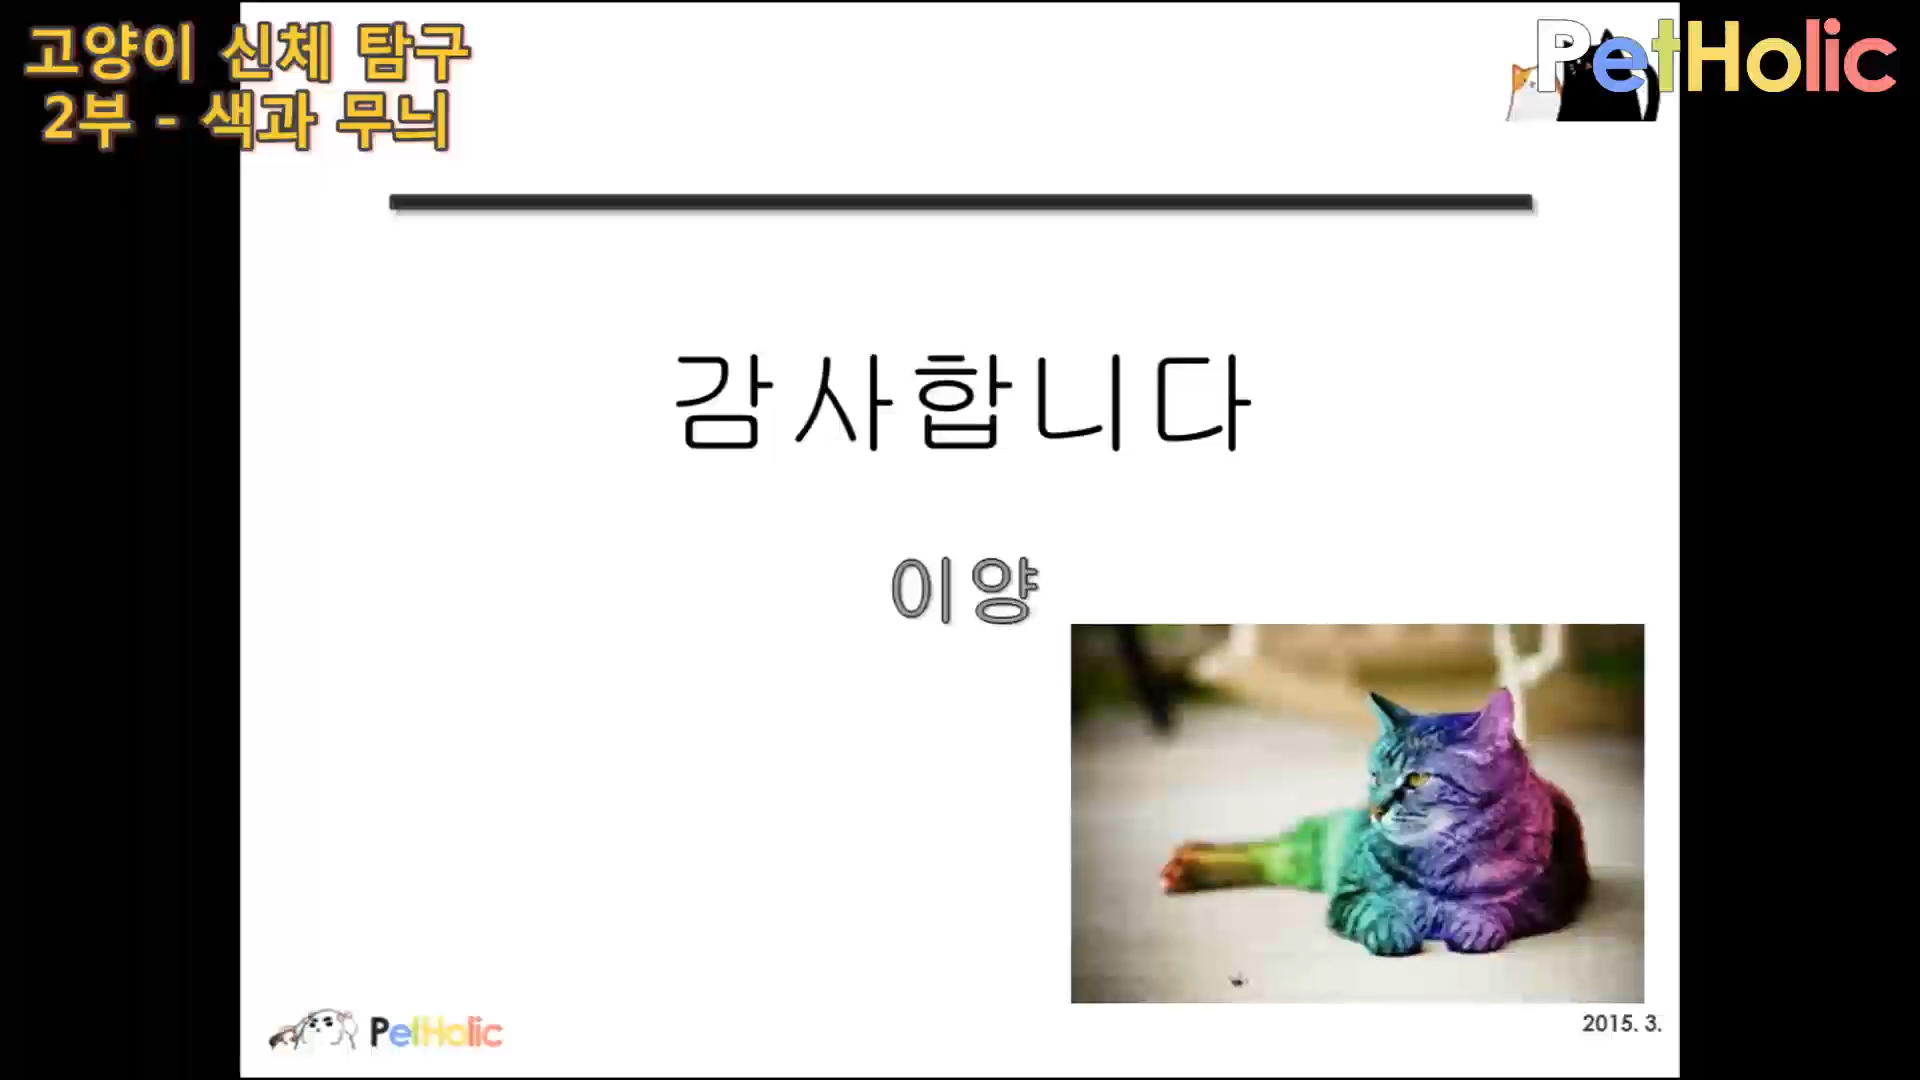 고양이 신체 탐구
2부 - 색과 무늬
PetHolic
감사합니다
이양
PetHolic
2015. 3.